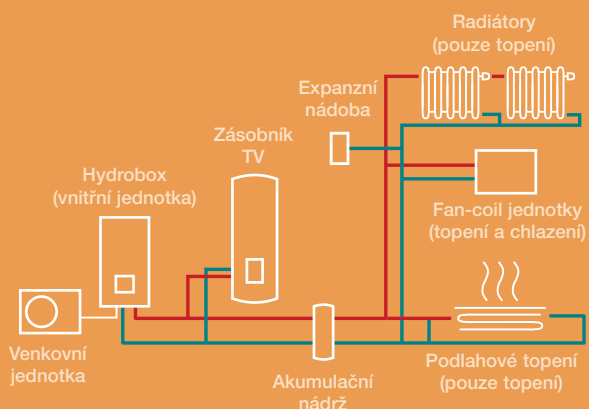 Radiátory
(pouze topení)
Expanzní
nádoba
Zásobník
TV
Hydrobox
(vnitřní jednotka)
Fan-coil jednotky
(topení a chlazení)
Venkovní
jednotka
Akumulační
nádrž
Podlahové topení
(pouze topení)